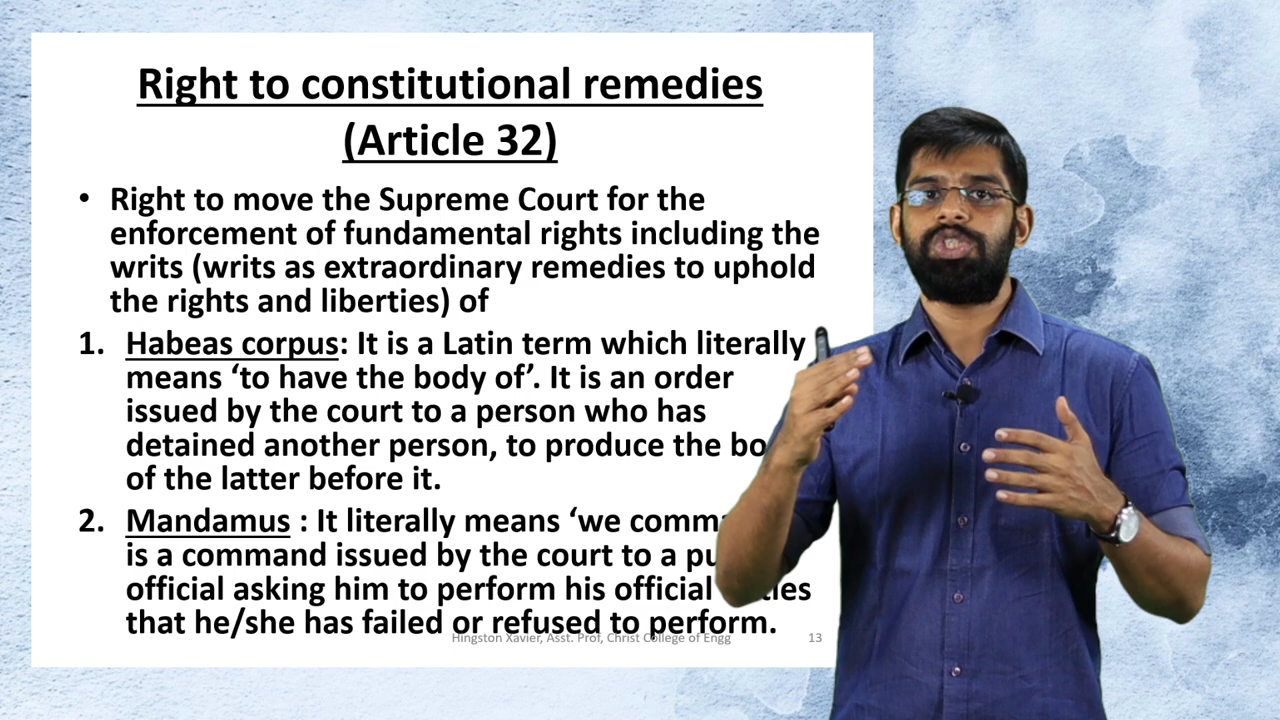 Right to constitutional remedies
(Article 32)
• Right to move the Supreme Court for the
enforcement of fundamental rights including the
writs (writs as extraordinary remedies to uphold
the rights and liberties) of
1. Habeas corpus: It is a Latin term which literally
means ‘to have the body of’. It is an order
issued by the court to a person who has
detained another person, to produce the
of the latter before it.
2. Mandamus : It literally means ‘we
is a command issued by the court to a
official asking him to perform his official
that he/she has failed or refused to perform.
Hingston Xavier, Asst. Prof, Christ College of Engg 13